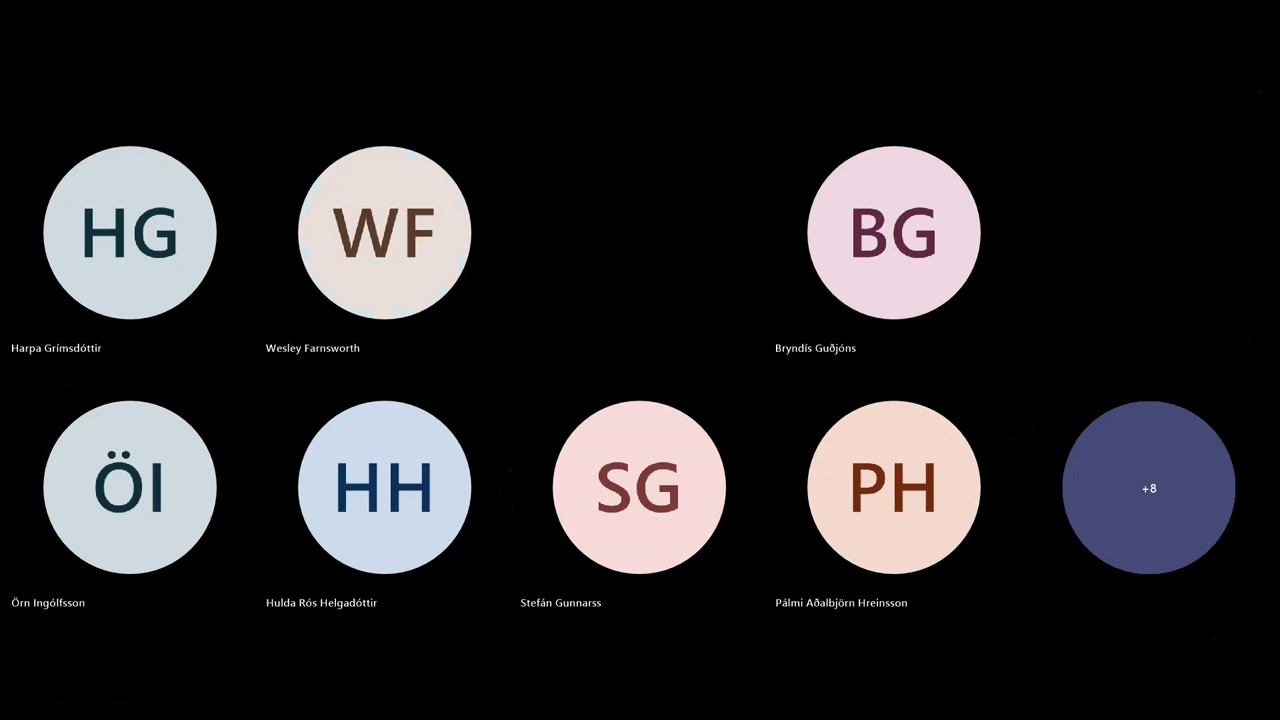 HG
WF
BG
Harpa Grímsdóttir
Wesley Farnsworth
Bryndís Guðjóns
ÖI
HH
SG
PH
+8
Örn Ingólfsson
Hulda Rós Helgadóttir
Stefán Gunnarss
Pálmi Aðalbjörn Hreinsson